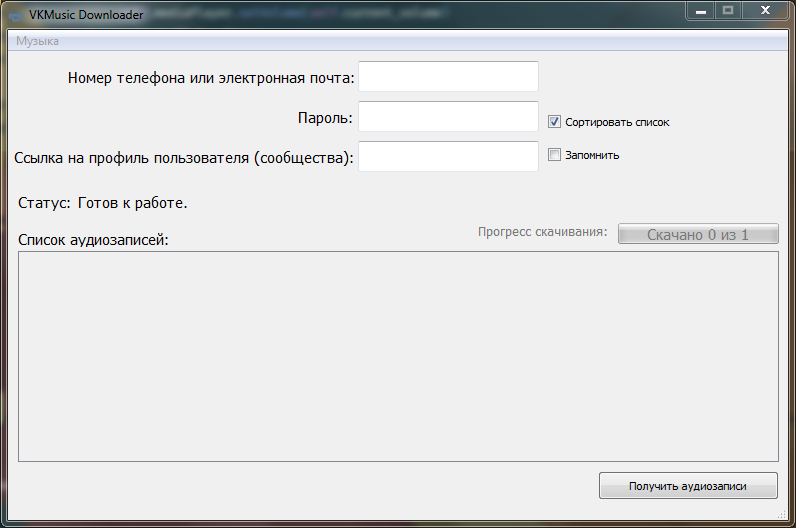 VKMusic Downloader
Музыка
Номер телефона или электронная почта:
Пароль:
Сортировать список
Ссылка на профиль пользователя (сообщества):
Запомнить
Статус: Готов к работе.
Прогресс скачивания:
Скачано 0 из 1
Список аудиозаписей:
Получить аудиозаписи